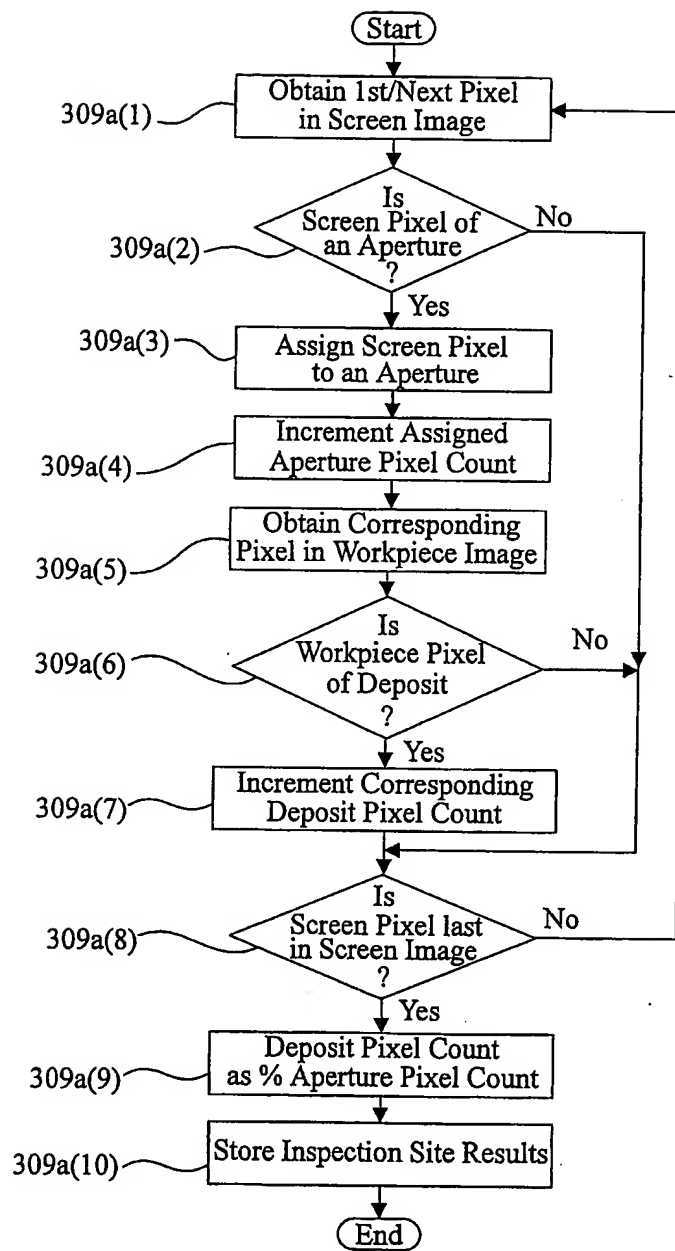 Start
309a(1)
Obtain 1st/Next Pixel
in Screen Image
309a(2)
Is
Screen Pixel of
an Aperture
?
No
Yes
309a(3)
Assign Screen Pixel
to an Aperture
309a(4)
Increment Assigned
Aperture Pixel Count
309a(5)
Obtain Corresponding
Pixel in Workpiece Image
309a(6)
Is
Workpiece Pixel
of Deposit
?
No
Yes
309a(7)
Increment Corresponding
Deposit Pixel Count
309a(8)
Is
Screen Pixel last
in Screen Image
?
No
Yes
309a(9)
Deposit Pixel Count
as % Aperture Pixel Count
309a(10)
Store Inspection Site Results
End